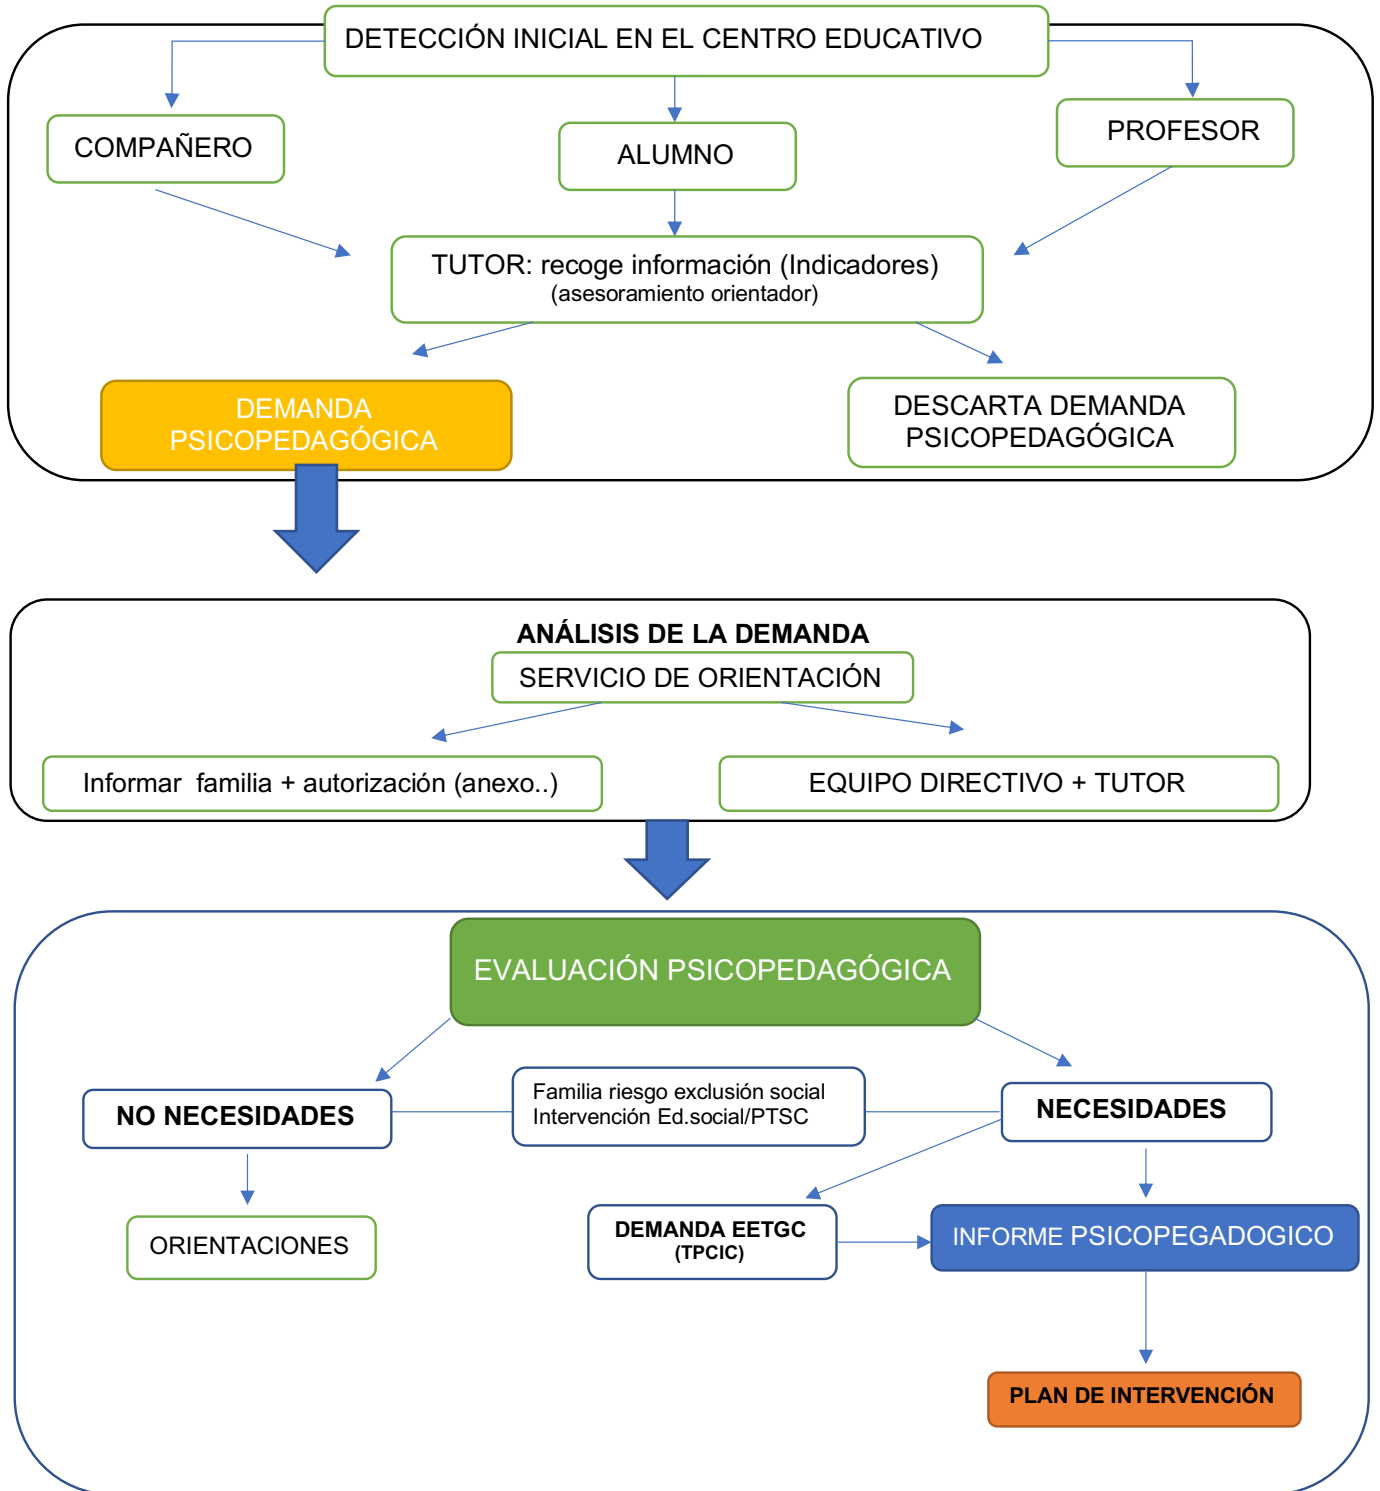 DETECCIÓN INICIAL EN EL CENTRO EDUCATIVO
COMPAÑERO
ALUMNO
PROFESOR
TUTOR: recoge información (Indicadores)
(asesoramiento orientador)
DEMANDA
PSICOPEDAGÓGICA
DESCARTA DEMANDA
PSICOPEDAGÓGICA
ANÁLISIS DE LA DEMANDA
SERVICIO DE ORIENTACIÓN
Informar familia + autorización (anexo..)
EQUIPO DIRECTIVO + TUTOR
EVALUACIÓN PSICOPEDAGÓGICA
NO NECESIDADES
Familia riesgo exclusión social
Intervención Ed.social/PTSC
NECESIDADES
ORIENTACIONES
DEMANDA EETGC
(TPCIC)
INFORME PSICOPEGADOGICO
PLAN DE INTERVENCIÓN